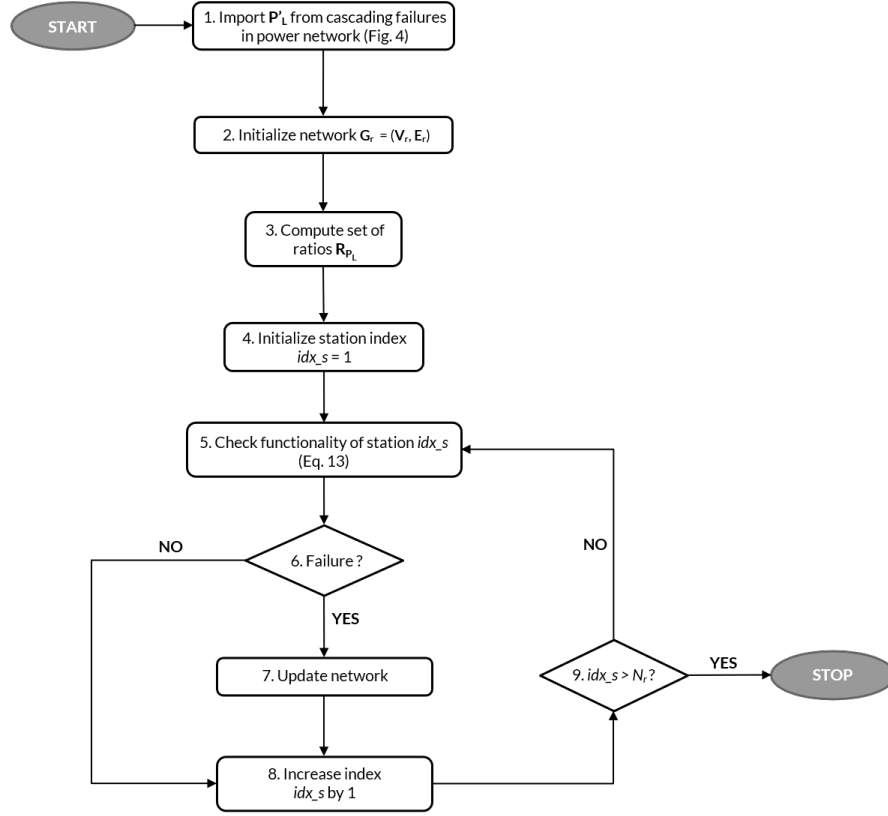 START
1. Import P'L from cascading failures
in power network (Fig. 4)
2. Initialize network Gr = (Vr, Er)
3. Compute set of
ratios RPL
4. Initialize station index
idx_s = 1
5. Check functionality of station idx_s
(Eq. 13)
NO
6. Failure ?
YES
7. Update network
8. Increase index
idx_s by 1
NO
9. idx_s > Nr?
YES
STOP